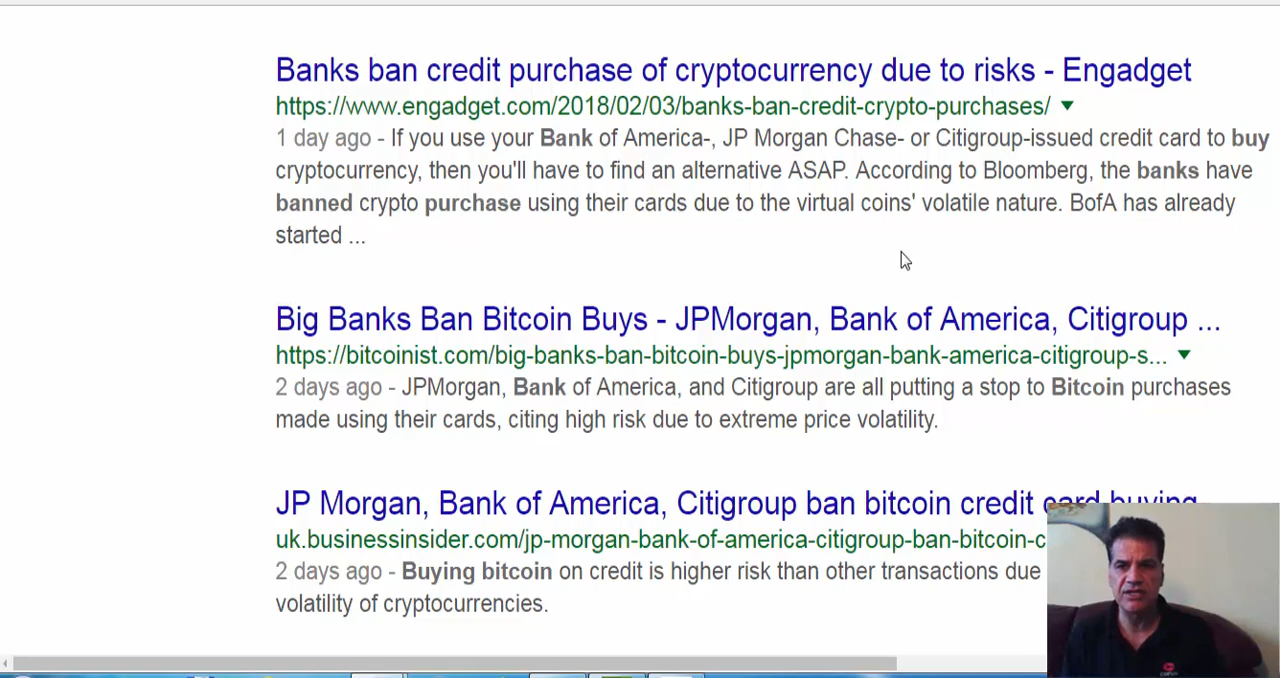 Banks ban credit purchase of cryptocurrency due to risks - Engadget
https://www.engadget.com/2018/02/03/banks-ban-credit-crypto-purchases/
1 day ago - If you use your Bank of America-, JP Morgan Chase- or Citigroup-issued credit card to buy
cryptocurrency, then you'll have to find an alternative ASAP. According to Bloomberg, the banks have
banned crypto purchase using their cards due to the virtual coins' volatile nature. BofA has already
started ...
Big Banks Ban Bitcoin Buys - JPMorgan, Bank of America, Citigroup ...
https://bitcoinist.com/big-banks-ban-bitcoin-buys-jpmorgan-bank-america-citigroup-s...
2 days ago - JPMorgan, Bank of America, and Citigroup are all putting a stop to Bitcoin purchases
made using their cards, citing high risk due to extreme price volatility.
JP Morgan, Bank of America, Citigroup ban bitcoin credit card buying
uk.businessinsider.com/jp-morgan-bank-of-america-citigroup-ban-bitcoin-c
2 days ago - Buying bitcoin on credit is higher risk than other transactions due
volatility of cryptocurrencies.